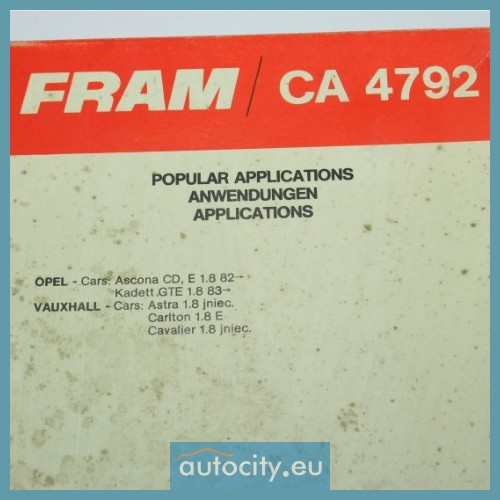 FRAM / CA 4792
POPULAR APPLICATIONS
ANWENDUNGEN
APPLICATIONS
OPEL - Cars: Ascona CD, E 1.8 82→
Kadett GTE 1.8 83→
VAUXHALL - Cars: Astra 1.8 jniec.
Carlton 1.8 E
Cavalier 1.8 jniec.
autocity.eu